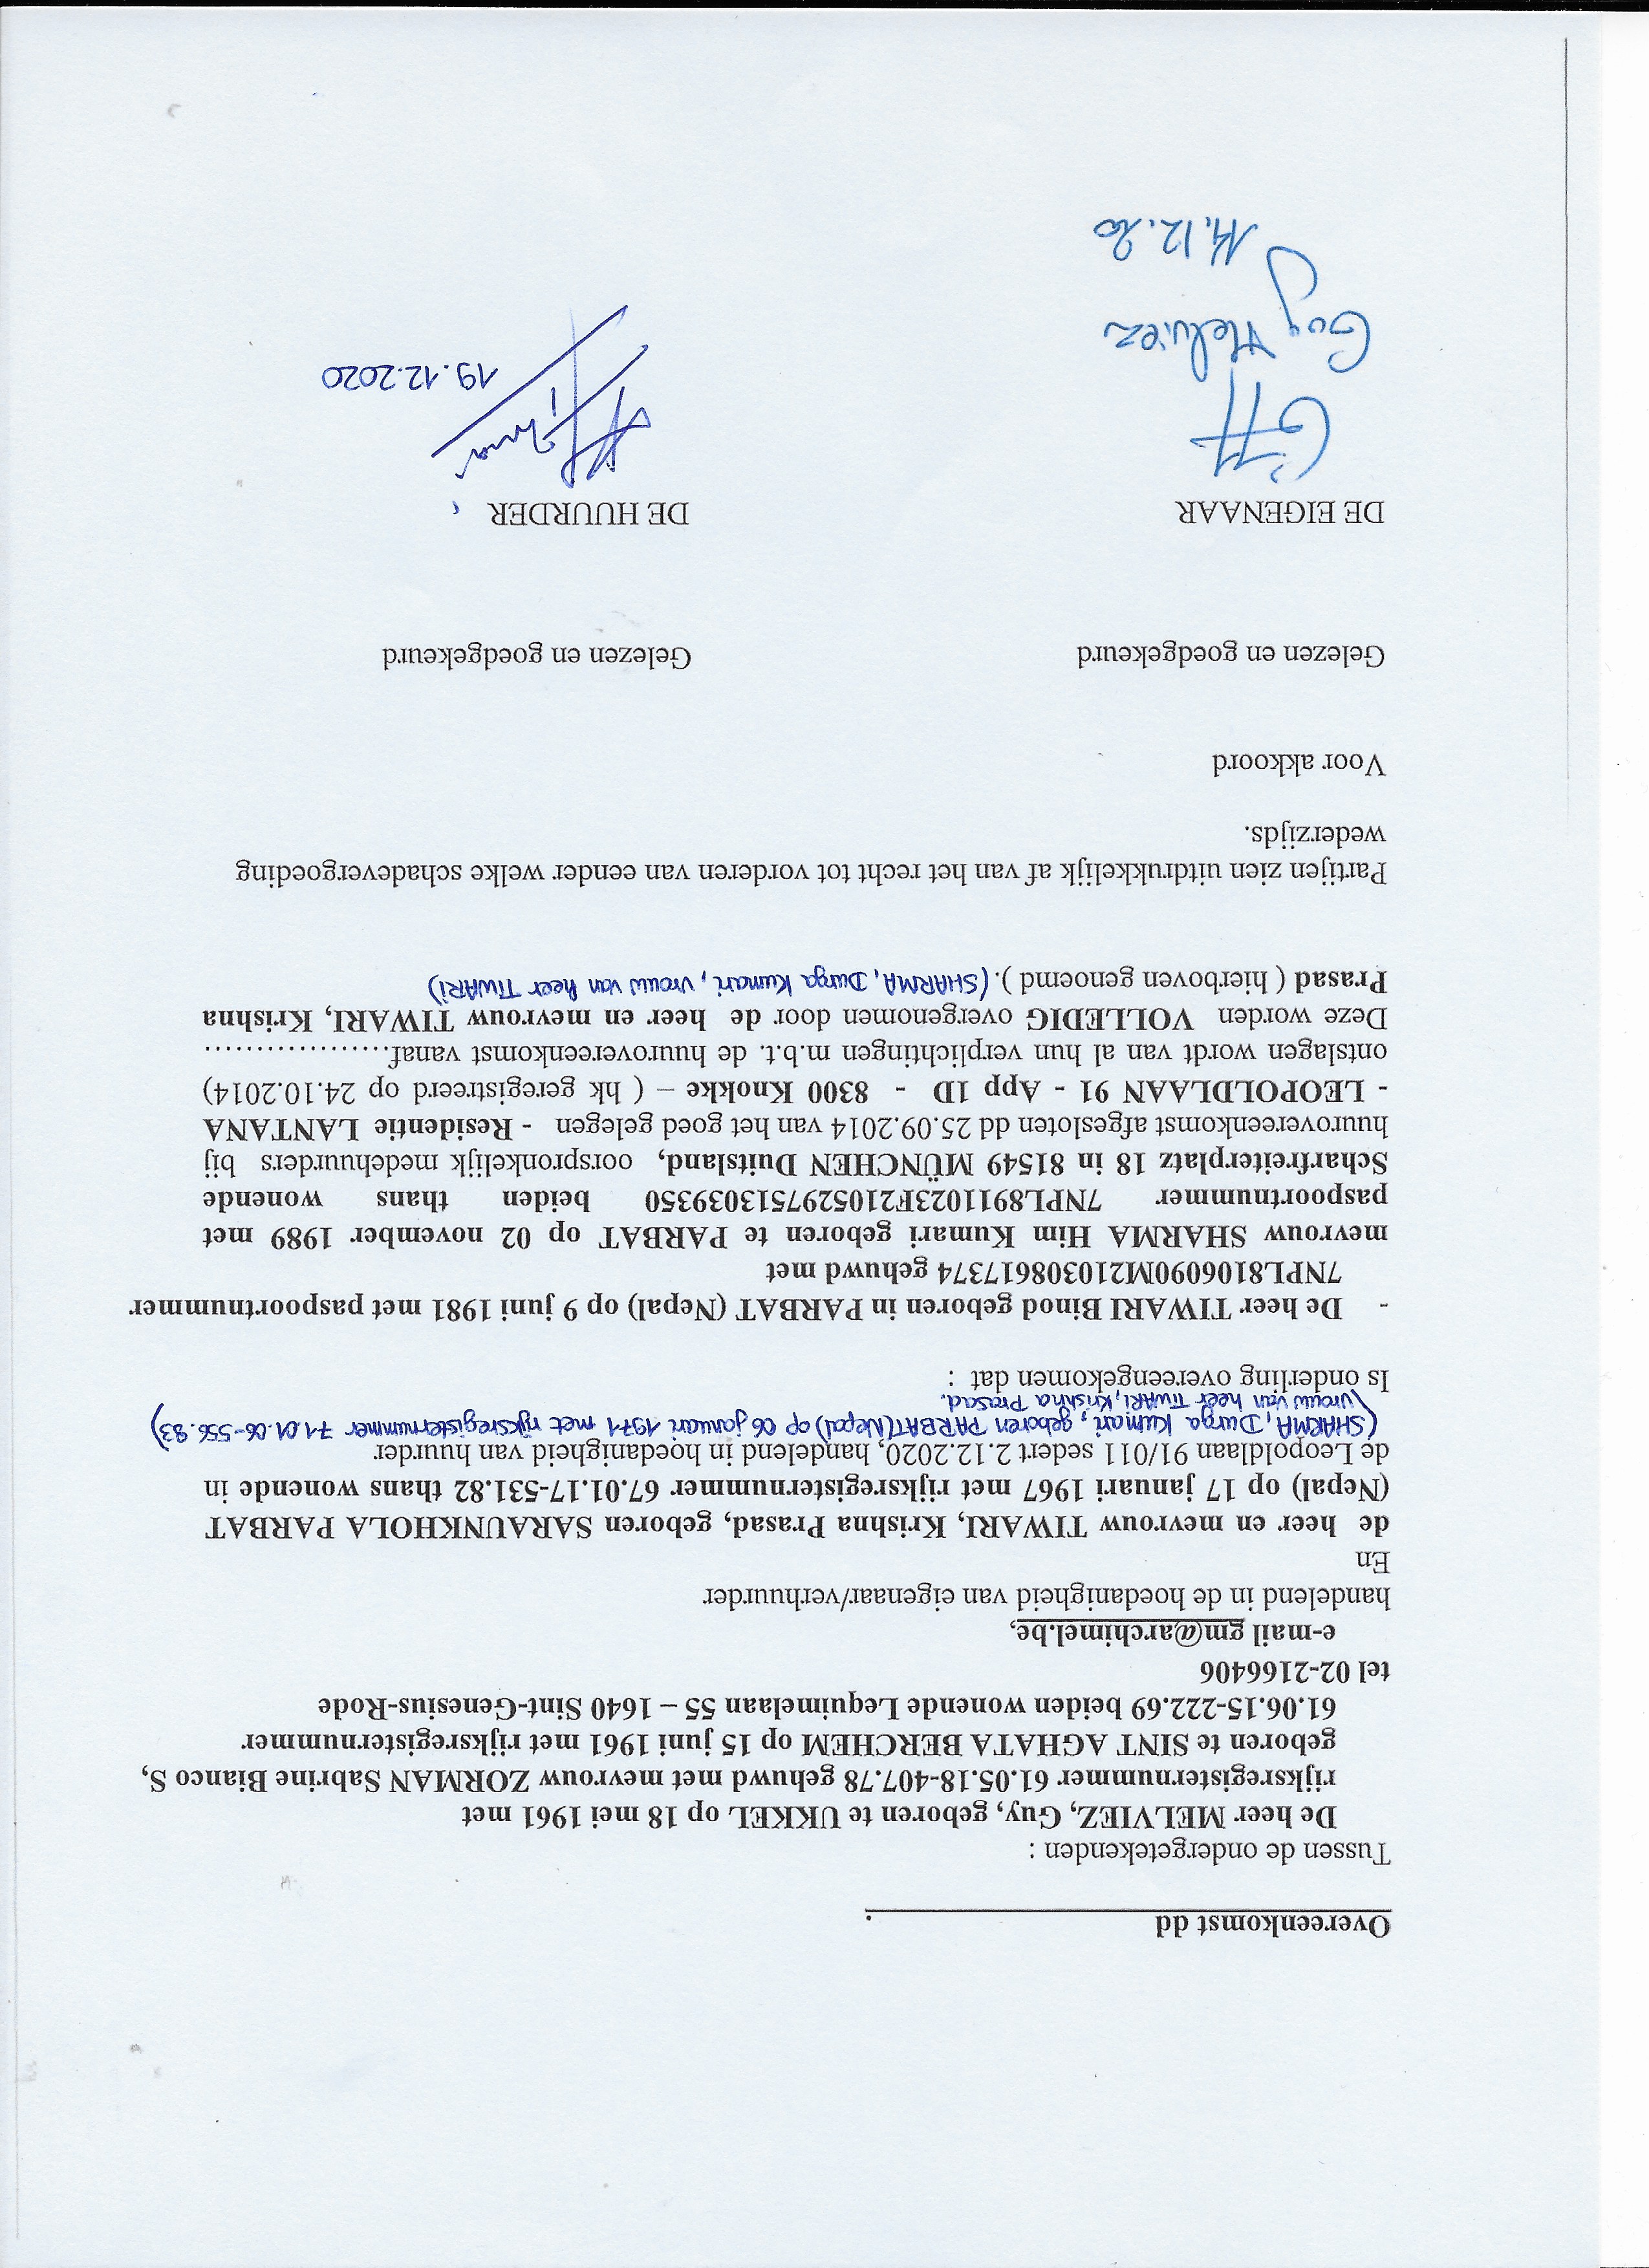 Overeenkomst dd .
Tussen de ondergetekenden :
De heer MELVIEZ, Guy, geboren te UKKEL op 18 mei 1961 met
rijksregisternummer 61.05.18-407.78 gehuwd met mevrouw ZORMAN Sabrine Bianco S,
geboren te SINT AGHATA BERCHEM op 15 juni 1961 met rijksregisternummer
61.06.15-222.69 beiden wonende Lequimelaan 55 – 1640 Sint-Genesius-Rode
tel 02-2166406
e-mail gm@archimel.be,
handelend in de hoedanigheid van eigenaar/verhuurder
En
de heer en mevrouw TIWARI, Krishna Prasad, geboren SARAUNKHOLA PARBAT
(Nepal) op 17 januari 1967 met rijksregisternummer 67.01.17-531.82 thans wonende in
de Leopoldlaan 91/011 sedert 2.12.2020, handelend in hoedanigheid van huurder
(SHARMA, Durga Kumari, geboren PARBAT(Nepal) op 06 januari 1971 met rijksregisternummer 71.01.06-556.83)
vrouw van heer TIWARI, Krishna Prasad.
Is onderling overeengekomen dat :
- De heer TIWARI Binod geboren in PARBAT (Nepal) op 9 juni 1981 met paspoortnummer
7NPL8106090M210308617374 gehuwd met
mevrouw SHARMA Him Kumari geboren te PARBAT op 02 november 1989 met
paspoortnummer 7NPL8911023F2105297513039350 beiden thans wonende
Scharfreiterplatz 18 in 81549 MÜNCHEN Duitsland, oorspronkelijk medehuurders bij
huurovereenkomst afgesloten dd 25.09.2014 van het goed gelegen - Residentie LANTANA
- LEOPOLDLAAN 91 - App 1D - 8300 Knokke – ( hk geregistreerd op 24.10.2014)
ontslagen wordt van al hun verplichtingen m.b.t. de huurovereenkomst vanaf..................
Deze worden VOLLEDIG overgenomen door de heer en mevrouw TIWARI, Krishna
Prasad ( hierboven genoemd ). (SHARMA, Durga Kumari, vrouw van heer TIWARI)
Partijen zien uitdrukkelijk af van het recht tot vorderen van eender welke schadevergoeding
wederzijds.
Voor akkoord
Gelezen en goedgekeurd Gelezen en goedgekeurd
DE EIGENAAR DE HUURDER
19.12.2020
Guy Melviez
14.12.20